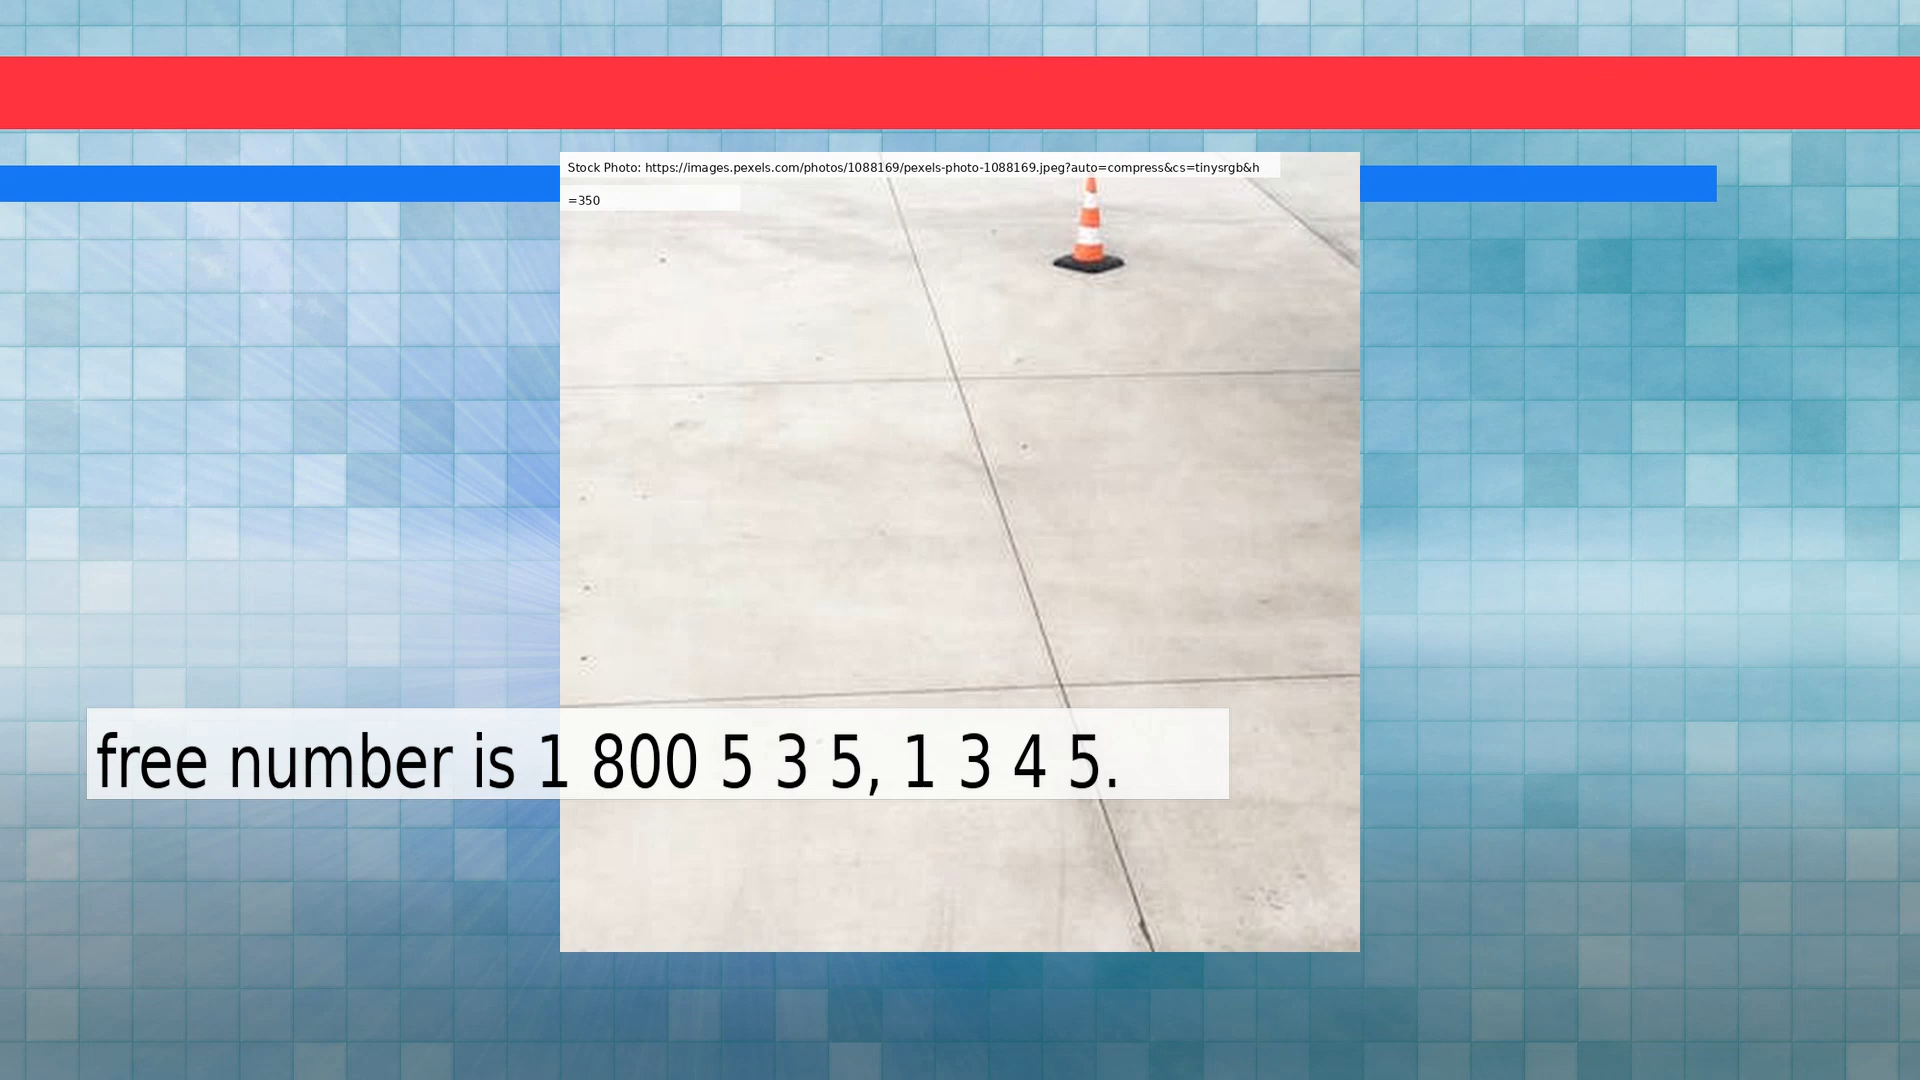 Stock Photo: https://images.pexels.com/photos/1088169/pexels-photo-1088169.jpeg?auto=compress&cs=tinysrgb&h
=350
free number is 1 800 5 3 5, 1 3 4 5.